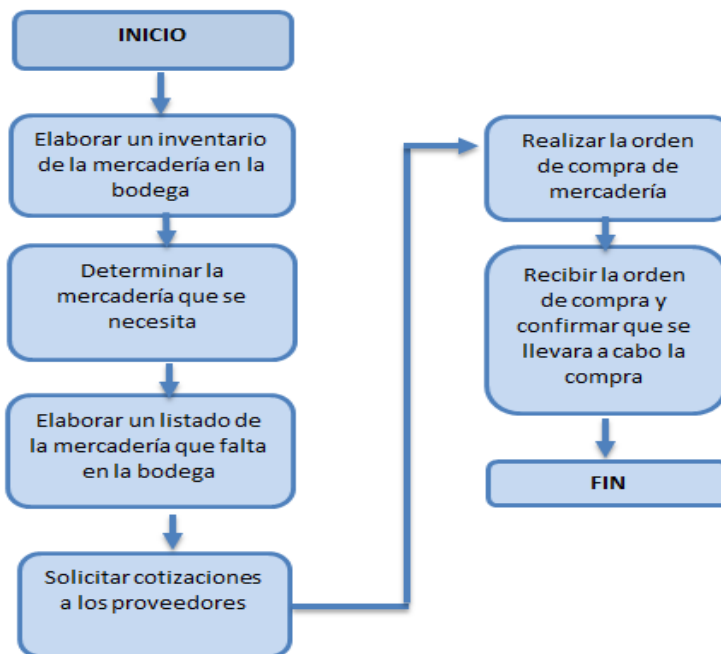 INICIO
Elaborar un inventario
de la mercadería en la
bodega
Determinar la
mercadería que se
necesita
Elaborar un listado de
la mercadería que falta
en la bodega
Solicitar cotizaciones
a los proveedores
Realizar la orden
de compra de
mercadería
Recibir la orden
de compra y
confirmar que se
llevara a cabo la
compra
FIN